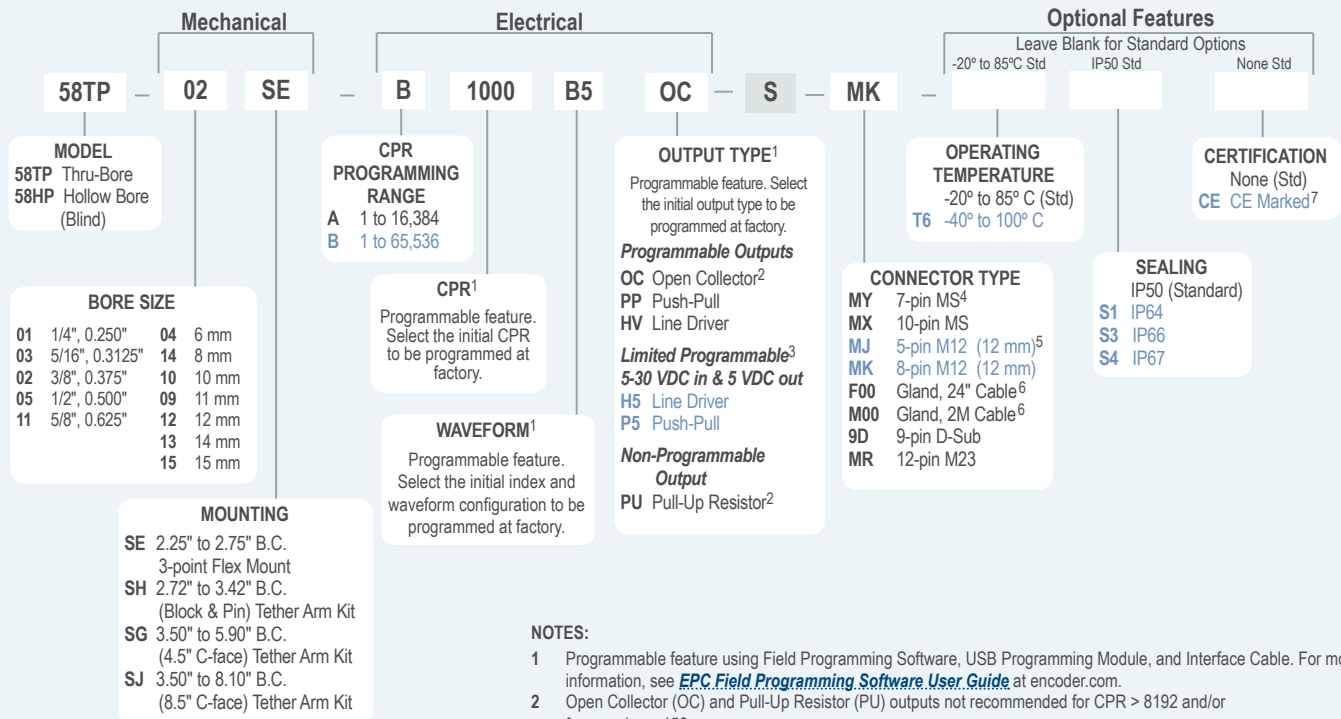 Mechanical
Electrical
Optional Features
Leave Blank for Standard Options
-20º to 85ºC Std IP50 Std None Std
58TP – 02 SE – B 1000 B5 OC – S – MK –
MODEL
58TP Thru-Bore
58HP Hollow Bore
(Blind)
BORE SIZE
01 1/4", 0.250" 04 6 mm
03 5/16", 0.3125" 14 8 mm
02 3/8", 0.375" 10 10 mm
05 1/2", 0.500" 09 11 mm
11 5/8", 0.625" 12 12 mm
13 14 mm
15 15 mm
MOUNTING
SE 2.25" to 2.75" B.C.
3-point Flex Mount
SH 2.72" to 3.42" B.C.
(Block & Pin) Tether Arm Kit
SG 3.50" to 5.90" B.C.
(4.5" C-face) Tether Arm Kit
SJ 3.50" to 8.10" B.C.
(8.5" C-face) Tether Arm Kit
CPR
PROGRAMMING
RANGE
A 1 to 16,384
B 1 to 65,536
CPR1
Programmable feature.
Select the initial CPR
to be programmed at
factory.
WAVEFORM1
Programmable feature.
Select the initial index and
waveform configuration to be
programmed at factory.
OUTPUT TYPE1
Programmable feature. Select
the initial output type to be
programmed at factory.
Programmable Outputs
OC Open Collector2
PP Push-Pull
HV Line Driver
Limited Programmable3
5-30 VDC in & 5 VDC out
H5 Line Driver
P5 Push-Pull
Non-Programmable
Output
PU Pull-Up Resistor2
CONNECTOR TYPE
MY 7-pin MS4
MX 10-pin MS
MJ 5-pin M12 (12 mm)5
MK 8-pin M12 (12 mm)
F00 Gland, 24" Cable6
M00 Gland, 2M Cable6
9D 9-pin D-Sub
MR 12-pin M23
OPERATING
TEMPERATURE
-20º to 85º C (Std)
T6 -40º to 100º C
SEALING
IP50 (Standard)
S1 IP64
S3 IP66
S4 IP67
CERTIFICATION
None (Std)
CE CE Marked7
NOTES:
1 Programmable feature using Field Programming Software, USB Programming Module, and Interface Cable. For
information, see EPC Field Programming Software User Guide at encoder.com.
2 Open Collector (OC) and Pull-Up Resistor (PU) outputs not recommended for CPR > 8192 and/or